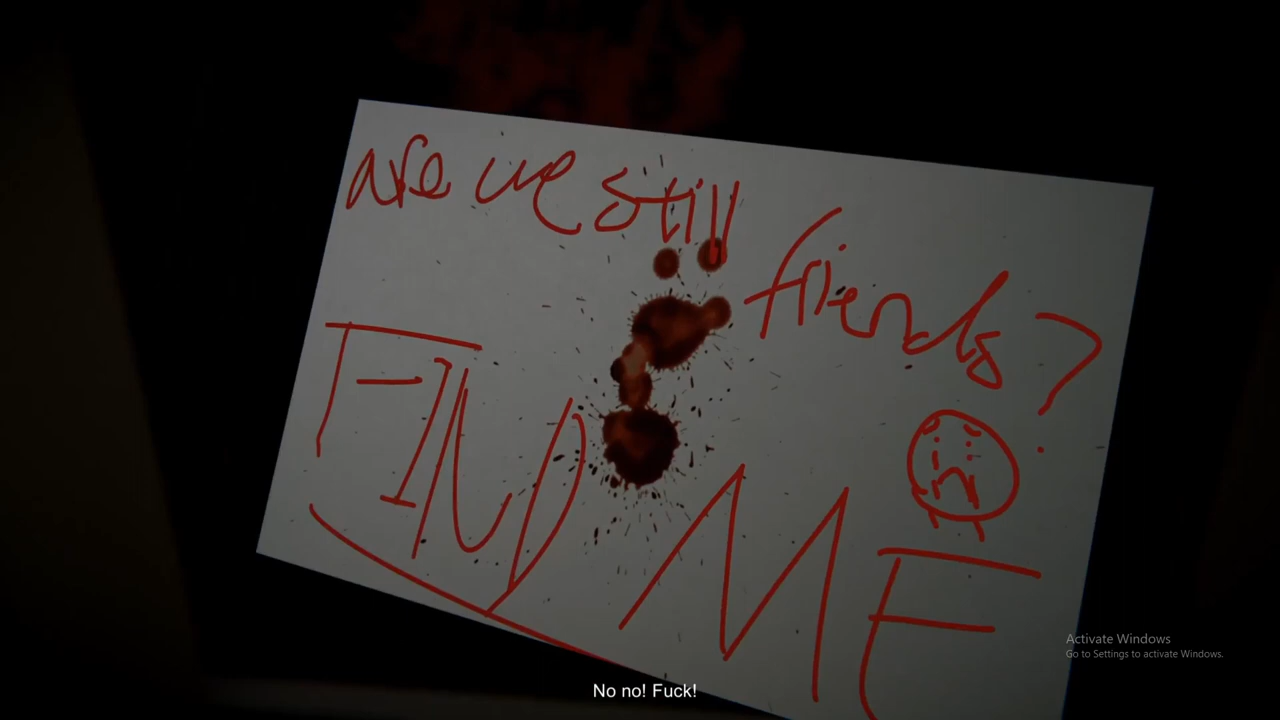 are we still
friends?
FIND ME
Activate Windows
Go to Settings to activate Windows.
No no! Fuck!